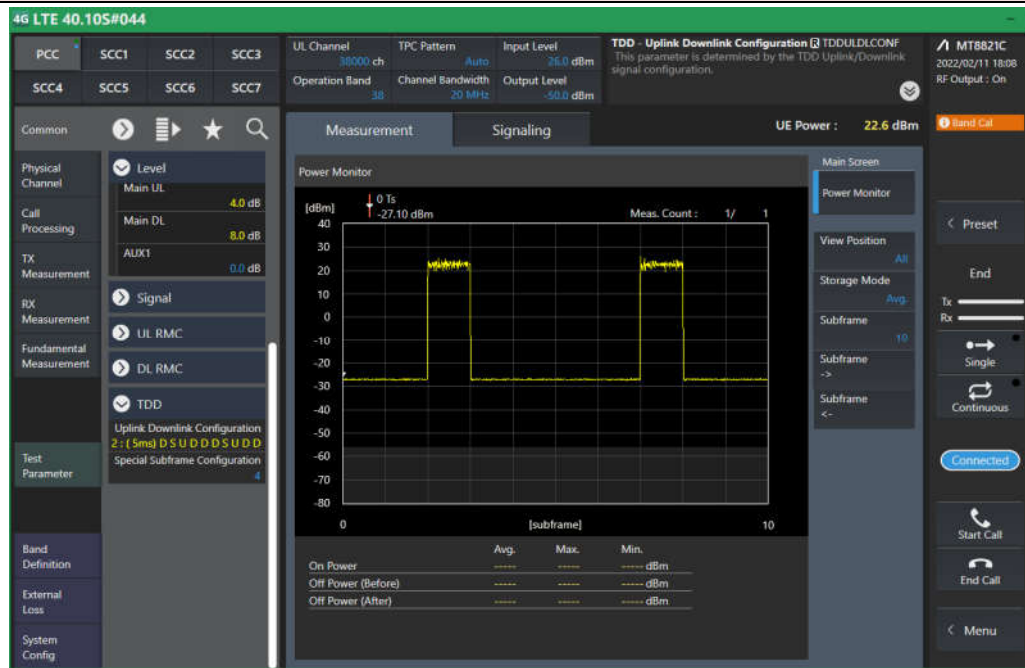 4G LTE 40.10S#044
PCC SCC1 SCC2 SCC3
SCC4 SCC5 SCC6 SCC7
UL Channel
38000 ch
TPC Pattern
Auto
Input Level
26.0 dBm
Operation Band
38
Channel Bandwidth
20 MHz
Output Level
-50.0 dBm
TDD - Uplink Downlink Configuration R TDDULDLCONF
This parameter is determined by the TDD Uplink/Downlink
signal configuration.
MT8821C
2022/02/11 18:08
RF Output : On
Common
Measurement
Signaling
UE Power : 22.6 dBm
Band Cal
Physical
Channel
Call
Processing
TX
Measurement
RX
Measurement
Fundamental
Measurement
Test
Parameter
Band
Definition
External
Loss
System
Config
Level
Main UL
4.0 dB
Main DL
8.0 dB
AUX1
0.0 dB
Signal
UL RMC
DL RMC
TDD
Uplink Downlink Configuration
2 : ( 5ms) D S U D D D S U D D
Special Subframe Configuration
4
Power Monitor
[dBm]
0 Ts
-27.10 dBm
Meas. Count : 1/ 1
40
30
20
10
0
-10
-20
-30
-40
-50
-60
-70
-80
0 [subframe] 10
Avg. Max. Min.
On Power ----- ----- ----- dBm
Off Power (Before) ----- ----- ----- dBm
Off Power (After) ----- ----- ----- dBm
Main Screen
Power Monitor
View Position
All
Storage Mode
Avg.
Subframe
10
Subframe
->
Subframe
<-
< Preset
End
Tx
Rx
Single
Continuous
Connected
Start Call
End Call
< Menu